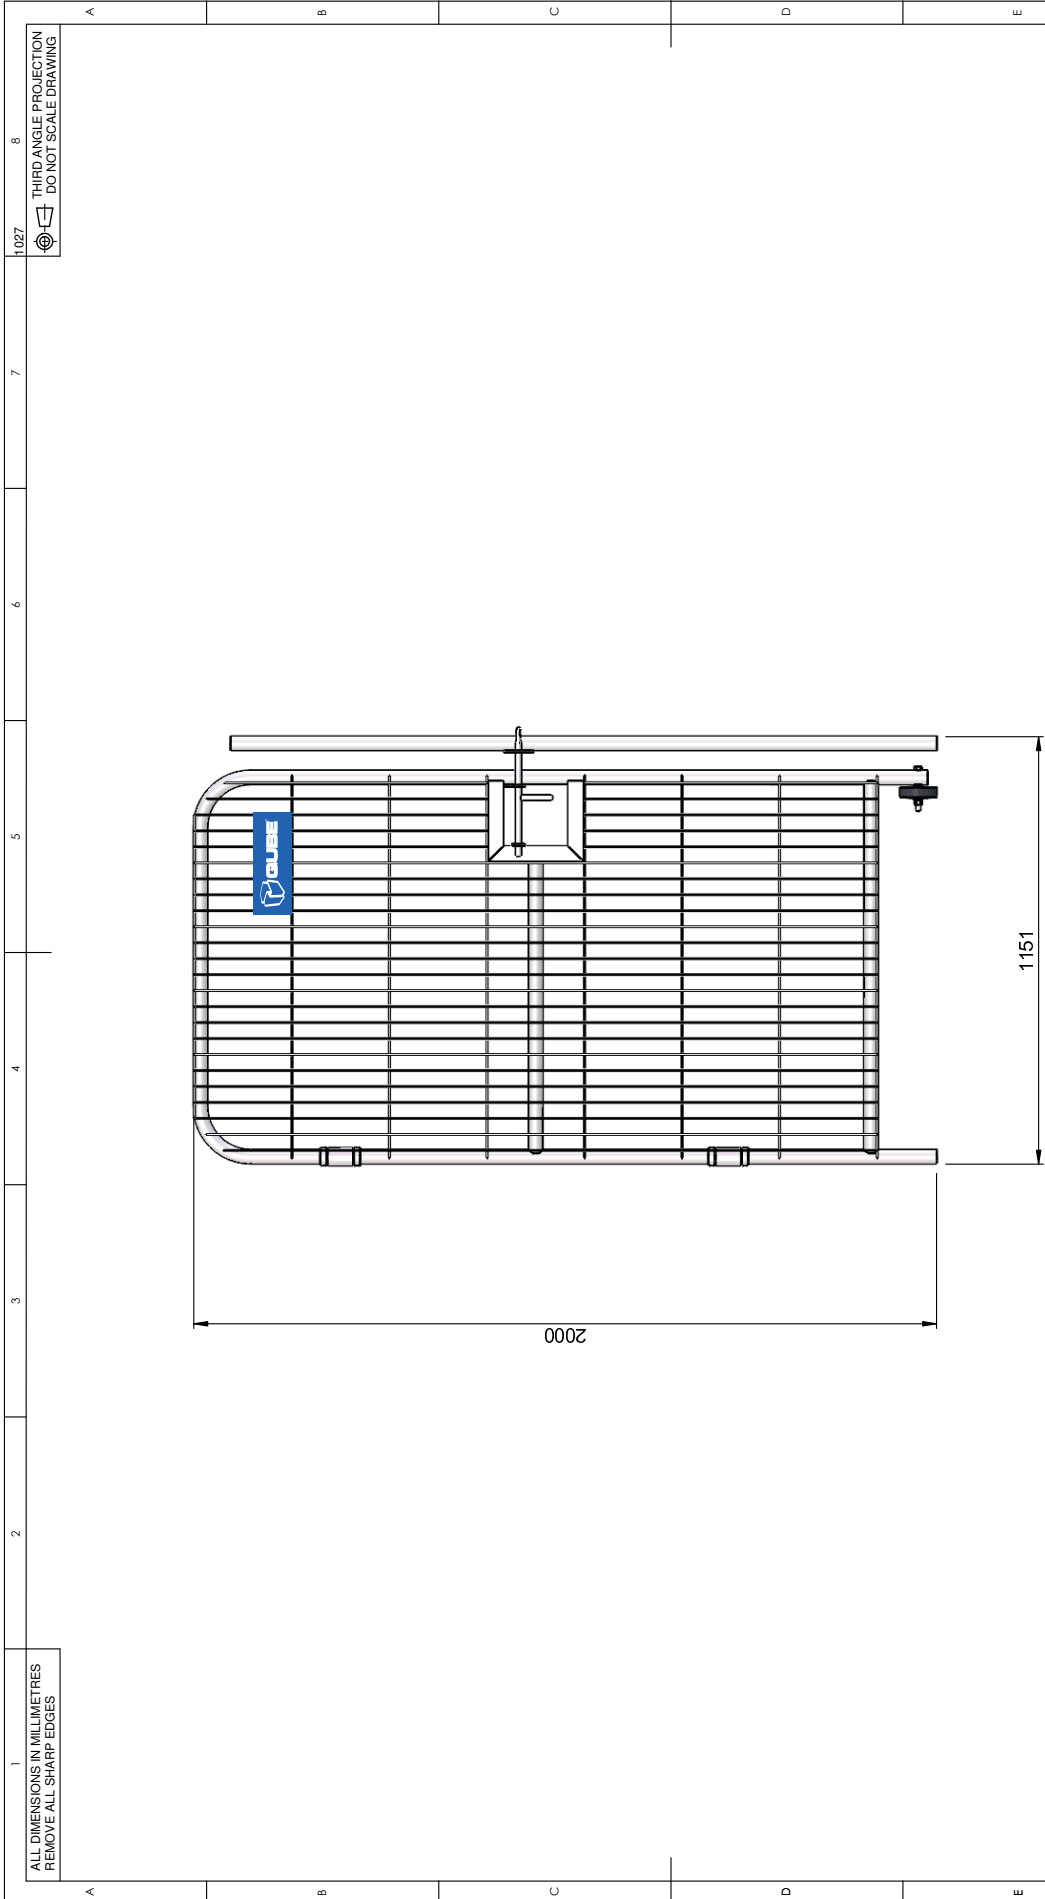 1
2
3
4
5
6
7
8
1027
ALL DIMENSIONS IN MILLIMETRES
REMOVE ALL SHARP EDGES
THIRD ANGLE PROJECTION
DO NOT SCALE DRAWING
A
A
B
B
C
C
D
D
E
E
QUBE
2000
1151